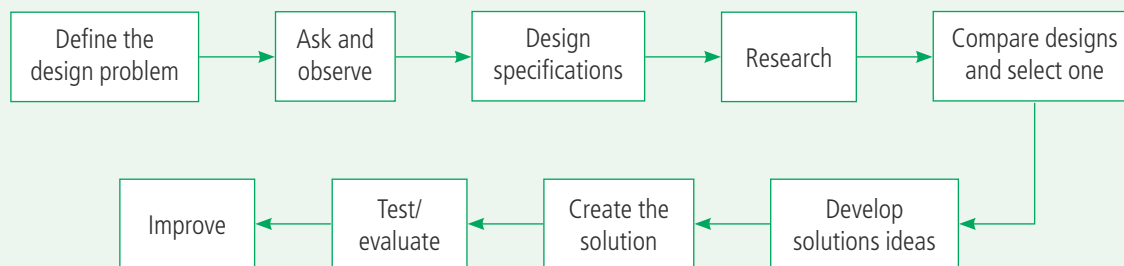 Define the
design problem
Ask and
observe
Design
specifications
Research
Compare designs
and select one
Develop
solutions ideas
Create the
solution
Test/
evaluate
Improve